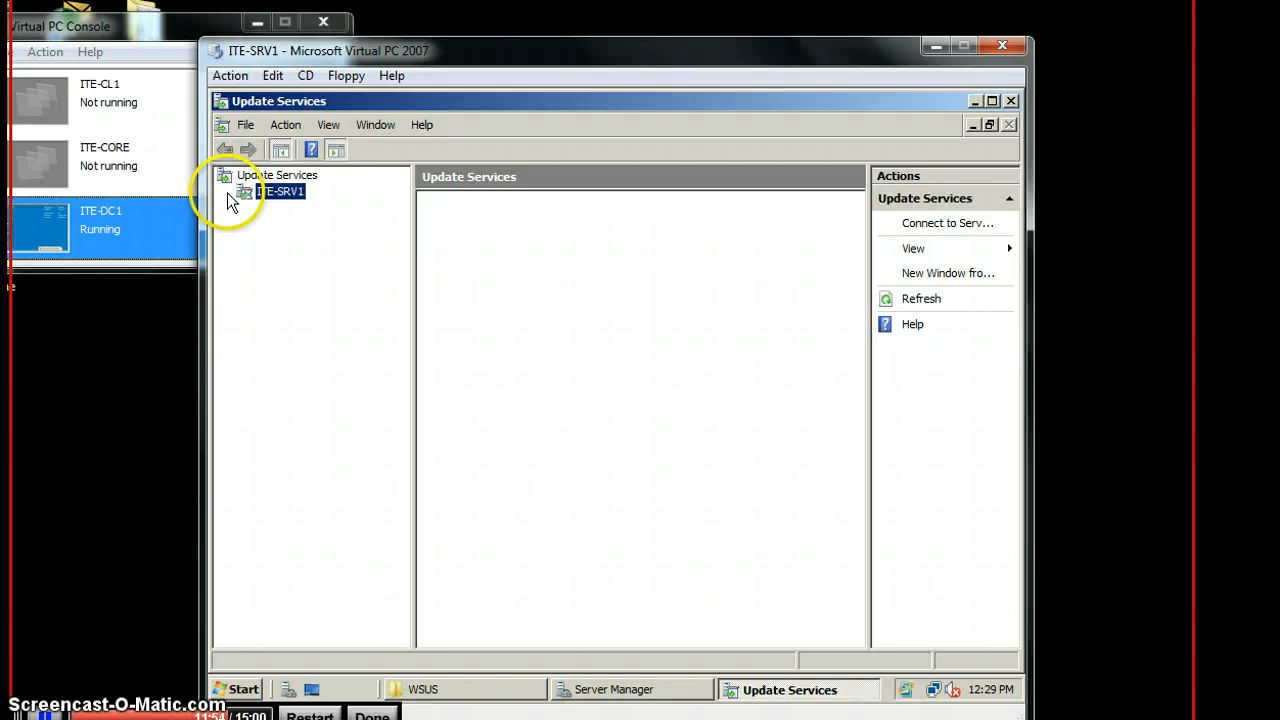 Virtual PC Console
Action Help
ITE-CL1
Not running
ITE-CORE
Not running
ITE-DC1
Running
ITE-SRV1 - Microsoft Virtual PC 2007
Action Edit CD Floppy Help
Update Services
File Action View Window Help
Update Services
ITE-SRV1
Update Services
Actions
Update Services
Connect to Serv...
View
New Window fro...
Refresh
Help
Start
WSUS
Server Manager
Update Services
12:29 PM
Screencast-O-Matic.com
11:54 / 15:00
Restart
Done